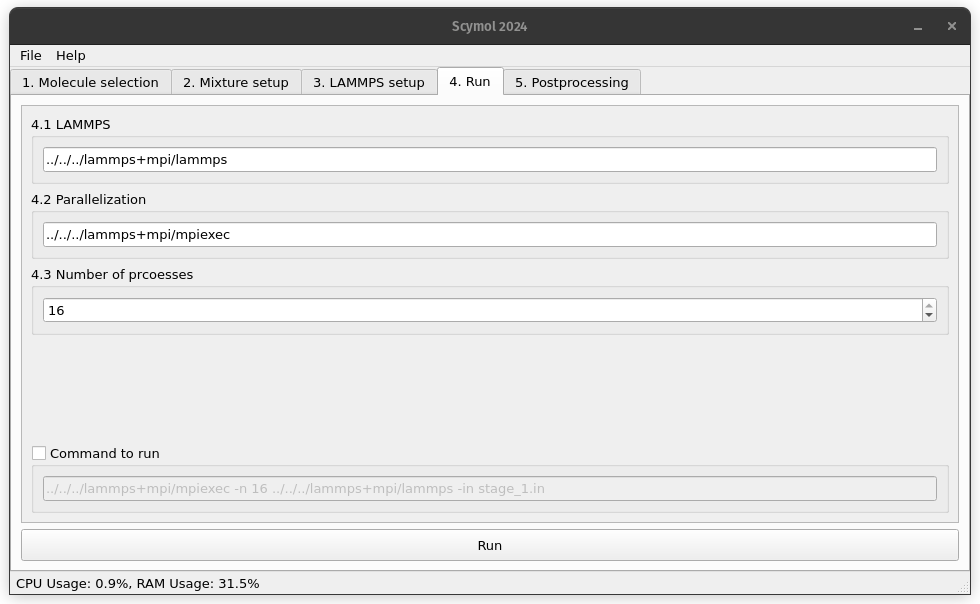 Scymol 2024
File Help
1. Molecule selection 2. Mixture setup 3. LAMMPS setup 4. Run 5. Postprocessing
4.1 LAMMPS
../../../lammps+mpi/lammps
4.2 Parallelization
../../../lammps+mpi/mpiexec
4.3 Number of prcoesses
16
Command to run
../../../lammps+mpi/mpiexec -n 16 ../../../lammps+mpi/lammps -in stage_1.in
Run
CPU Usage: 0.9%, RAM Usage: 31.5%